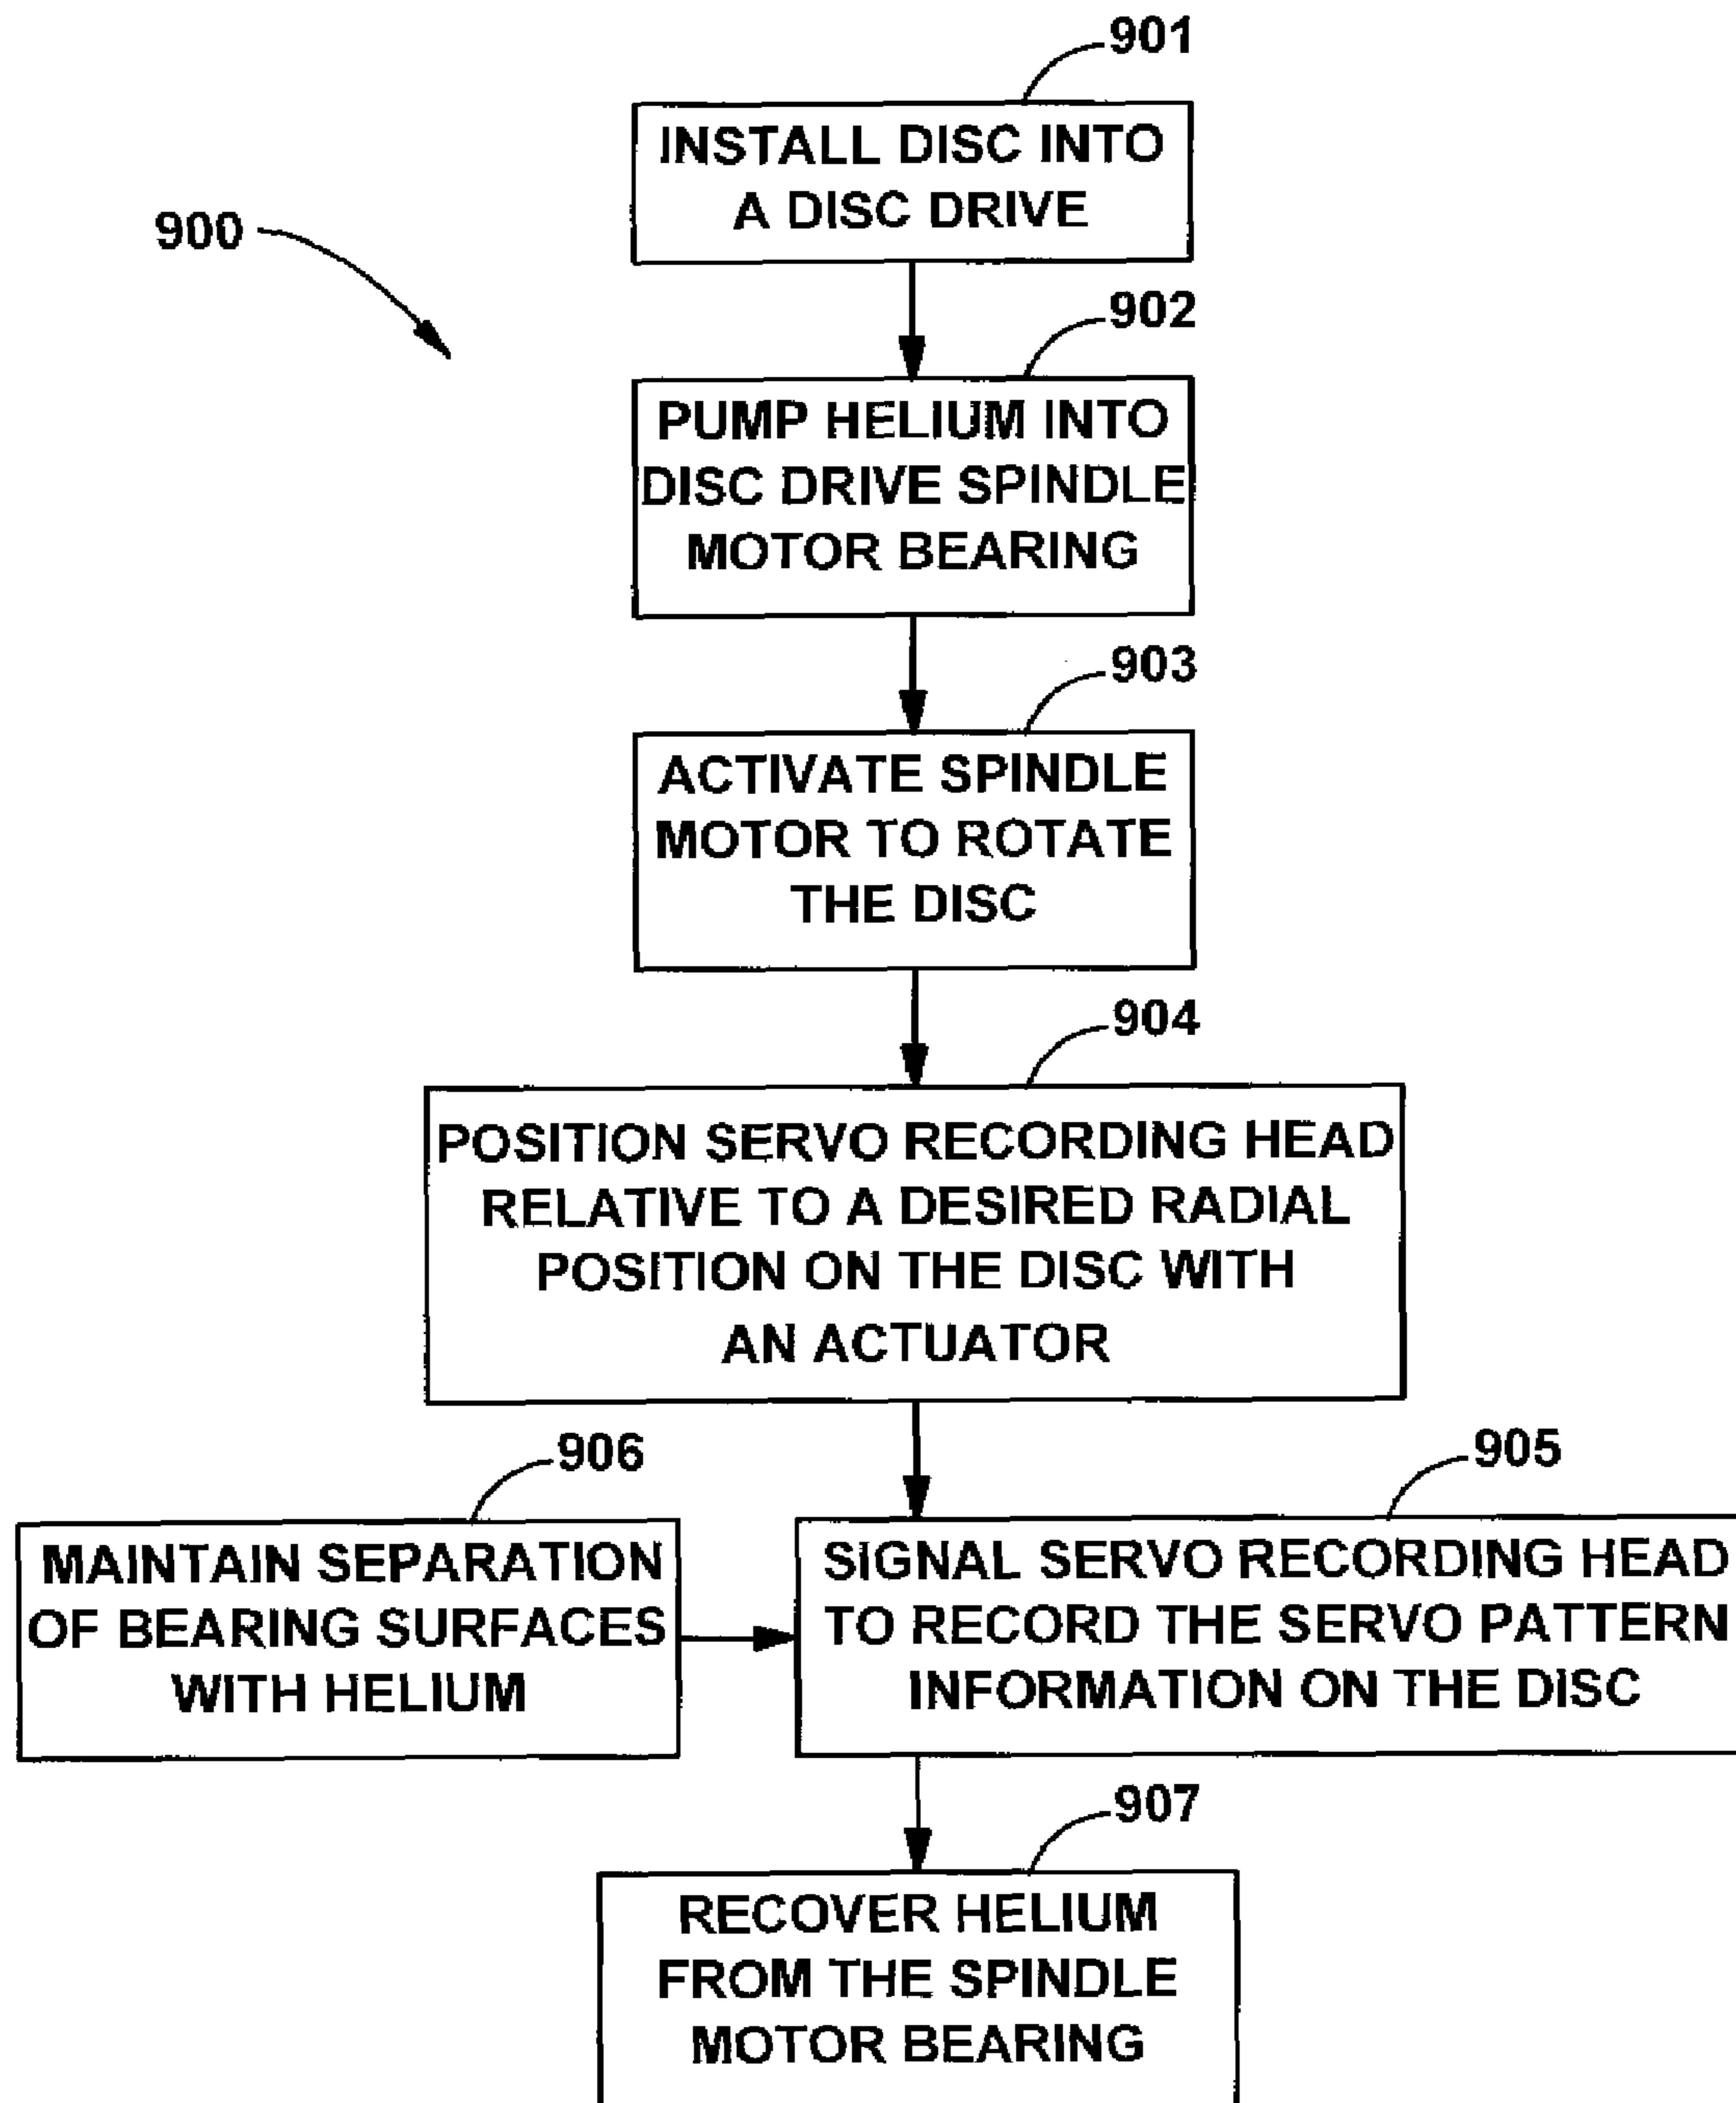 901
INSTALL DISC INTO
A DISC DRIVE
900
902
PUMP HELIUM INTO
DISC DRIVE SPINDLE
MOTOR BEARING
903
ACTIVATE SPINDLE
MOTOR TO ROTATE
THE DISC
904
POSITION SERVO RECORDING HEAD
RELATIVE TO A DESIRED RADIAL
POSITION ON THE DISC WITH
AN ACTUATOR
906
MAINTAIN SEPARATION
OF BEARING SURFACES
WITH HELIUM
905
SIGNAL SERVO RECORDING HEAD
TO RECORD THE SERVO PATTERN
INFORMATION ON THE DISC
907
RECOVER HELIUM
FROM THE SPINDLE
MOTOR BEARING